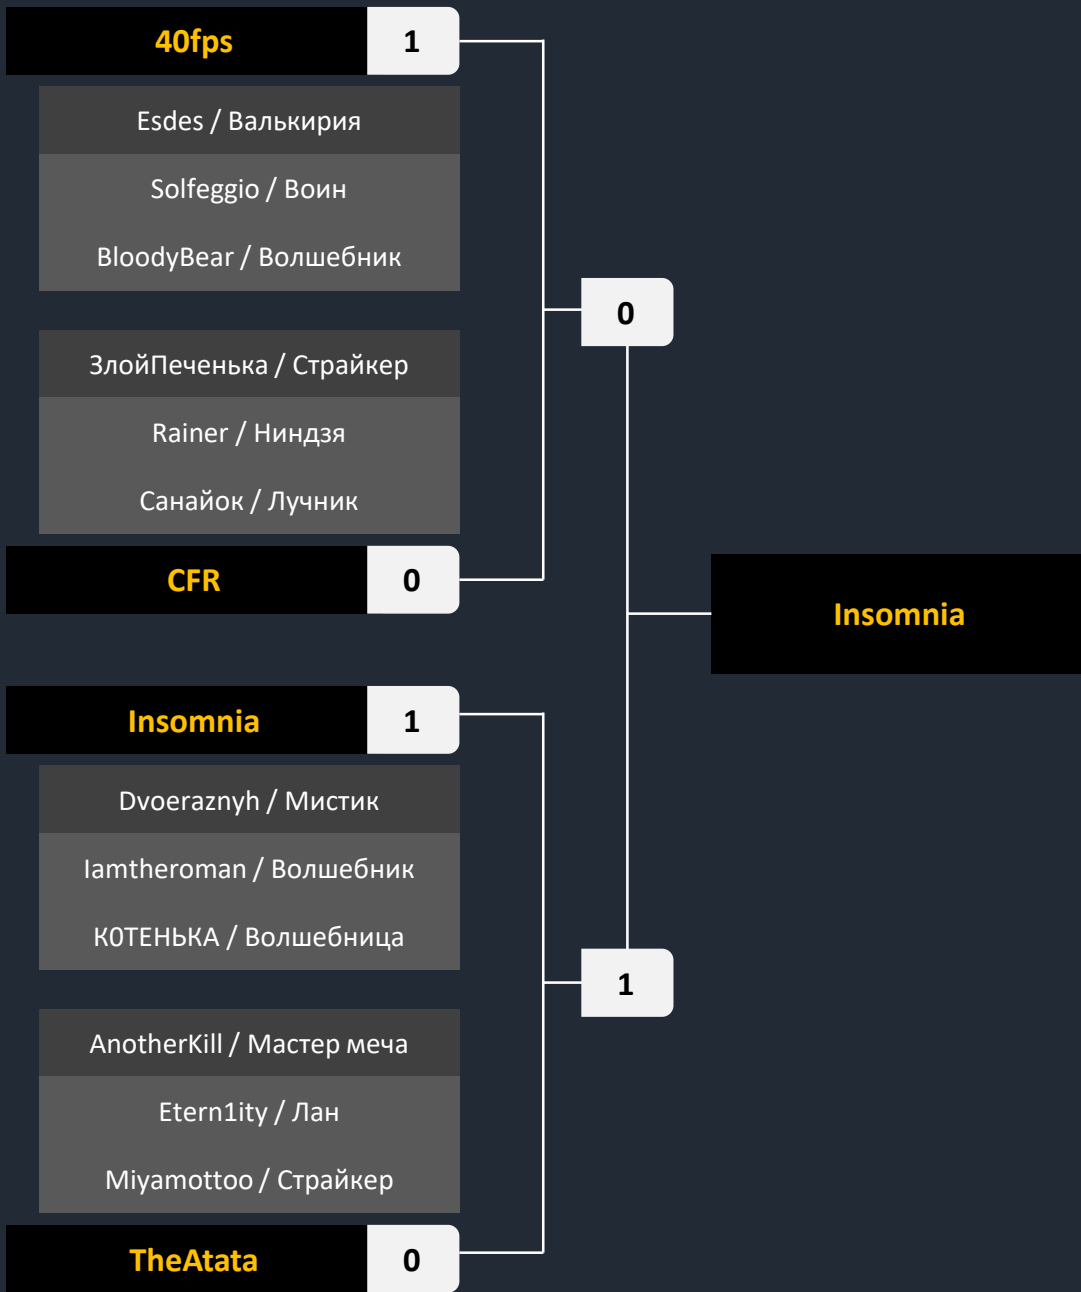 40fps 1
Esdes / Валькирия
Solfeggio / Воин
BloodyBear / Волшебник
0
ЗлойПеченька / Страйкер
Rainer / Ниндзя
Санайок / Лучник
CFR 0
Insomnia
Insomnia 1
Dvoeraznyh / Мистик
Iamtheroman / Волшебник
К0ТЕНЬКА / Волшебница
1
AnotherKill / Мастер меча
Etern1ity / Лан
Miyamottoo / Страйкер
TheAtata 0